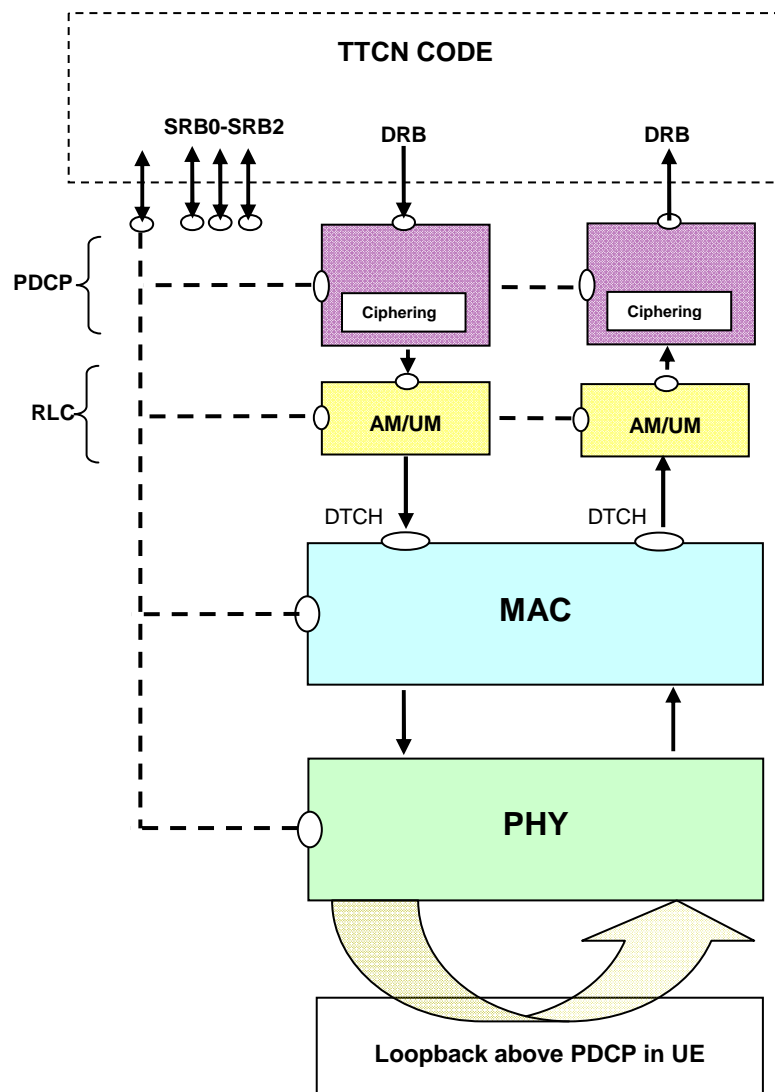 TTCN CODE
SRB0-SRB2
DRB
DRB
PDCP
Ciphering
Ciphering
RLC
AM/UM
AM/UM
DTCH
DTCH
MAC
PHY
Loopback above PDCP in UE